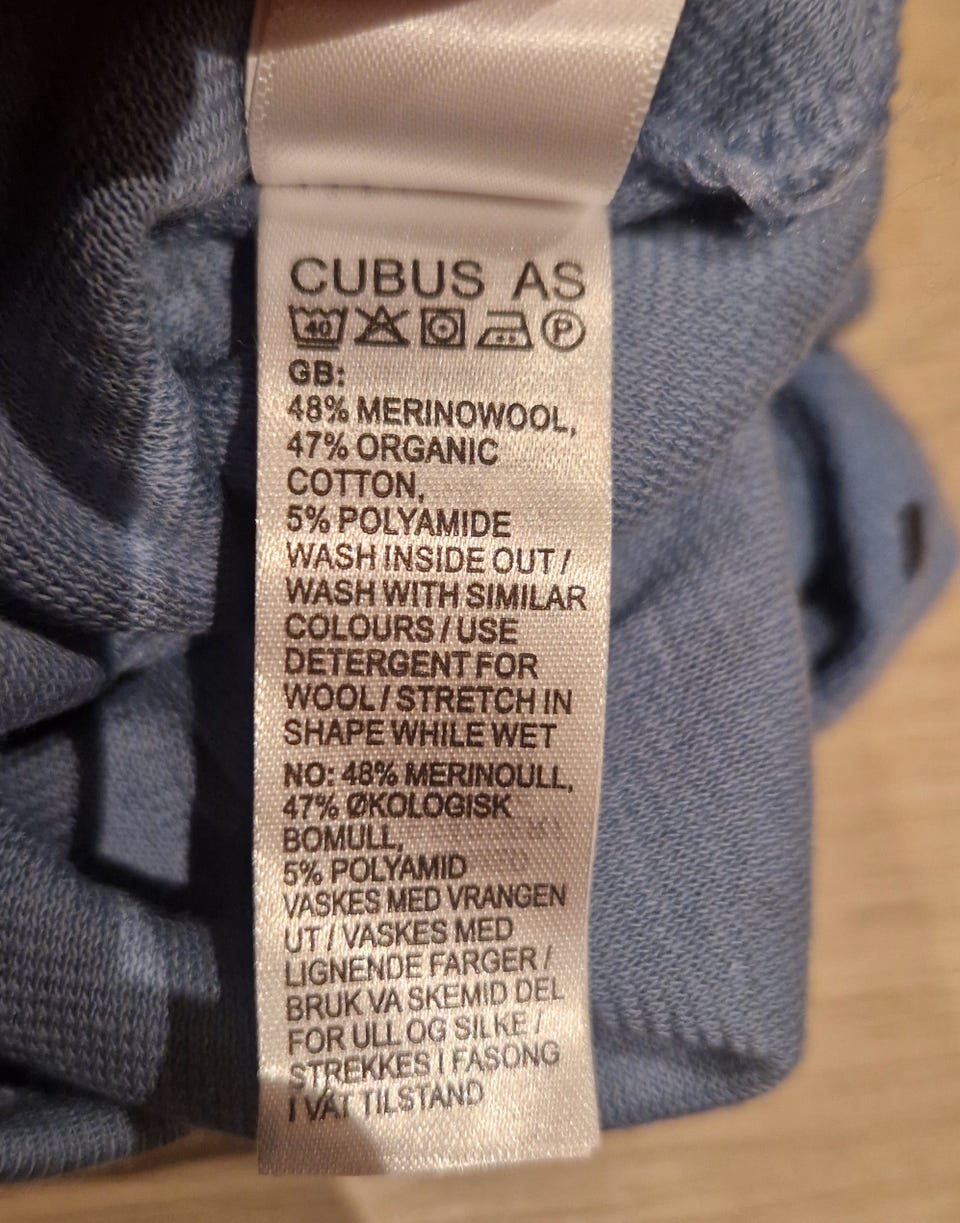 CUBUS AS
40 P
GB:
48% MERINOWOOL,
47% ORGANIC
COTTON,
5% POLYAMIDE
WASH INSIDE OUT /
WASH WITH SIMILAR
COLOURS / USE
DETERGENT FOR
WOOL / STRETCH IN
SHAPE WHILE WET
NO: 48% MERINOULL,
47% ØKOLOGISK
BOMULL,
5% POLYAMID
VASKES MED VRANGEN
UT / VASKES MED
LIGNENDE FARGER /
BRUK VA SKEMID DEL
FOR ULL OG SILKE /
STREKKES I FASONG
I VÅT TILSTAND